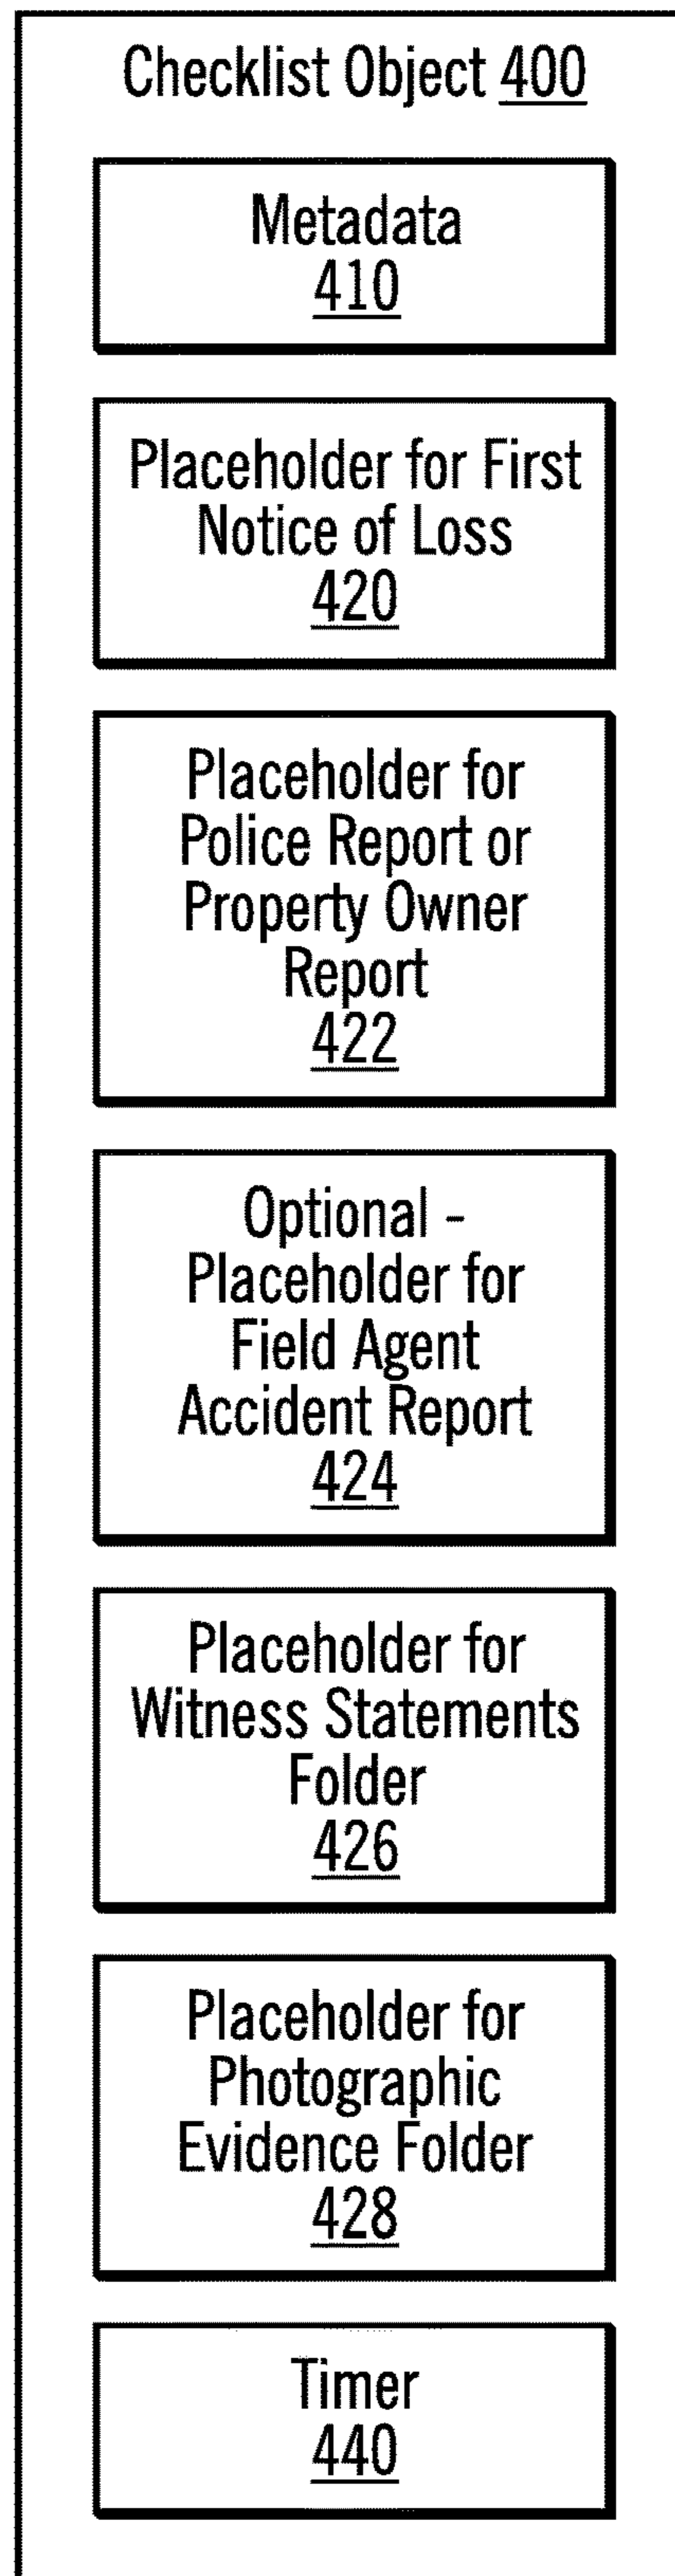 Checklist Object 400
Metadata
410
Placeholder for First
Notice of Loss
420
Placeholder for
Police Report or
Property Owner
Report
422
Optional -
Placeholder for
Field Agent
Accident Report
424
Placeholder for
Witness Statements
Folder
426
Placeholder for
Photographic
Evidence Folder
428
Timer
440